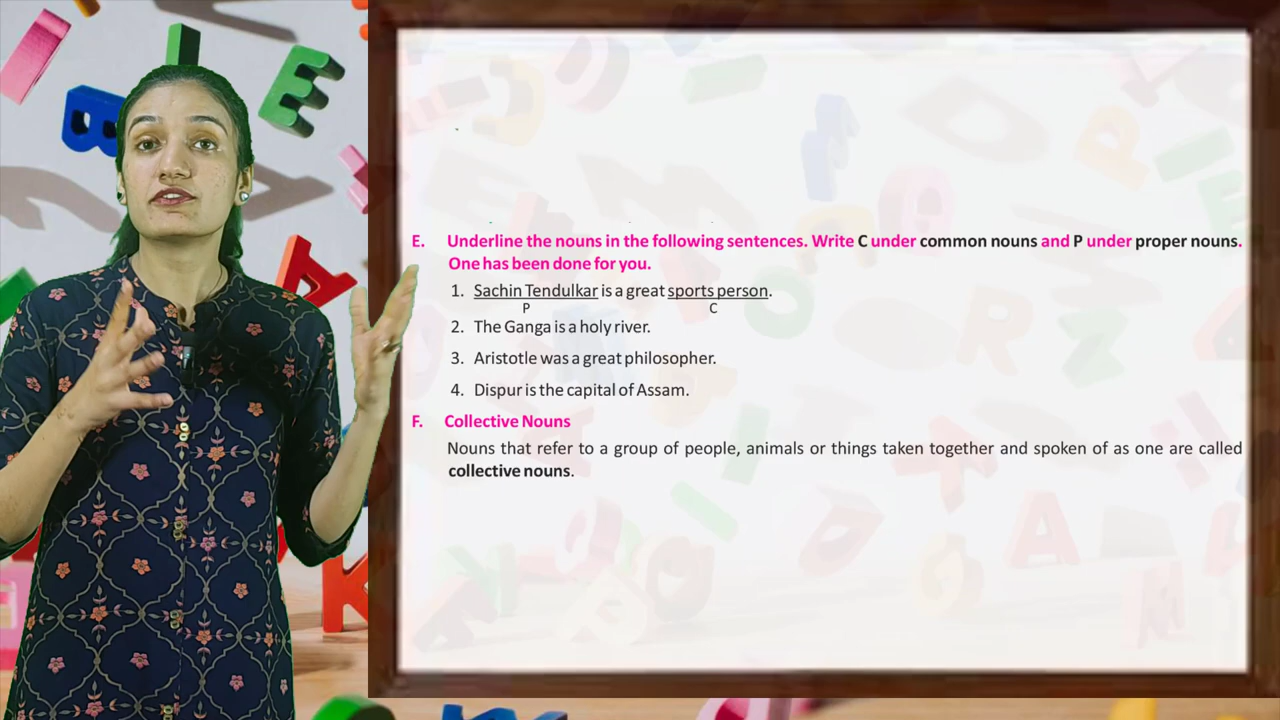 E. Underline the nouns in the following sentences. Write C under common nouns and P under proper nouns.
One has been done for you.
1. Sachin Tendulkar is a great sports person.
P C
2. The Ganga is a holy river.
3. Aristotle was a great philosopher.
4. Dispur is the capital of Assam.
F. Collective Nouns
Nouns that refer to a group of people, animals or things taken together and spoken of as one are called
collective nouns.